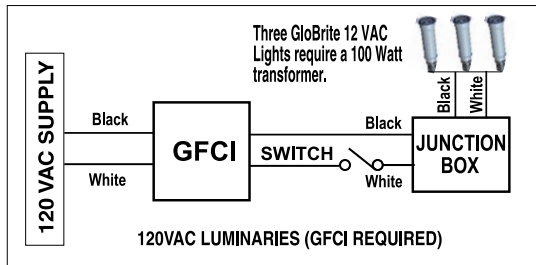 Three GloBrite 12 VAC
Lights require a 100 Watt
transformer.
Black
White
120 VAC SUPPLY
Black
White
GFCI
Black
SWITCH
White
JUNCTION
BOX
120VAC LUMINARIES (GFCI REQUIRED)